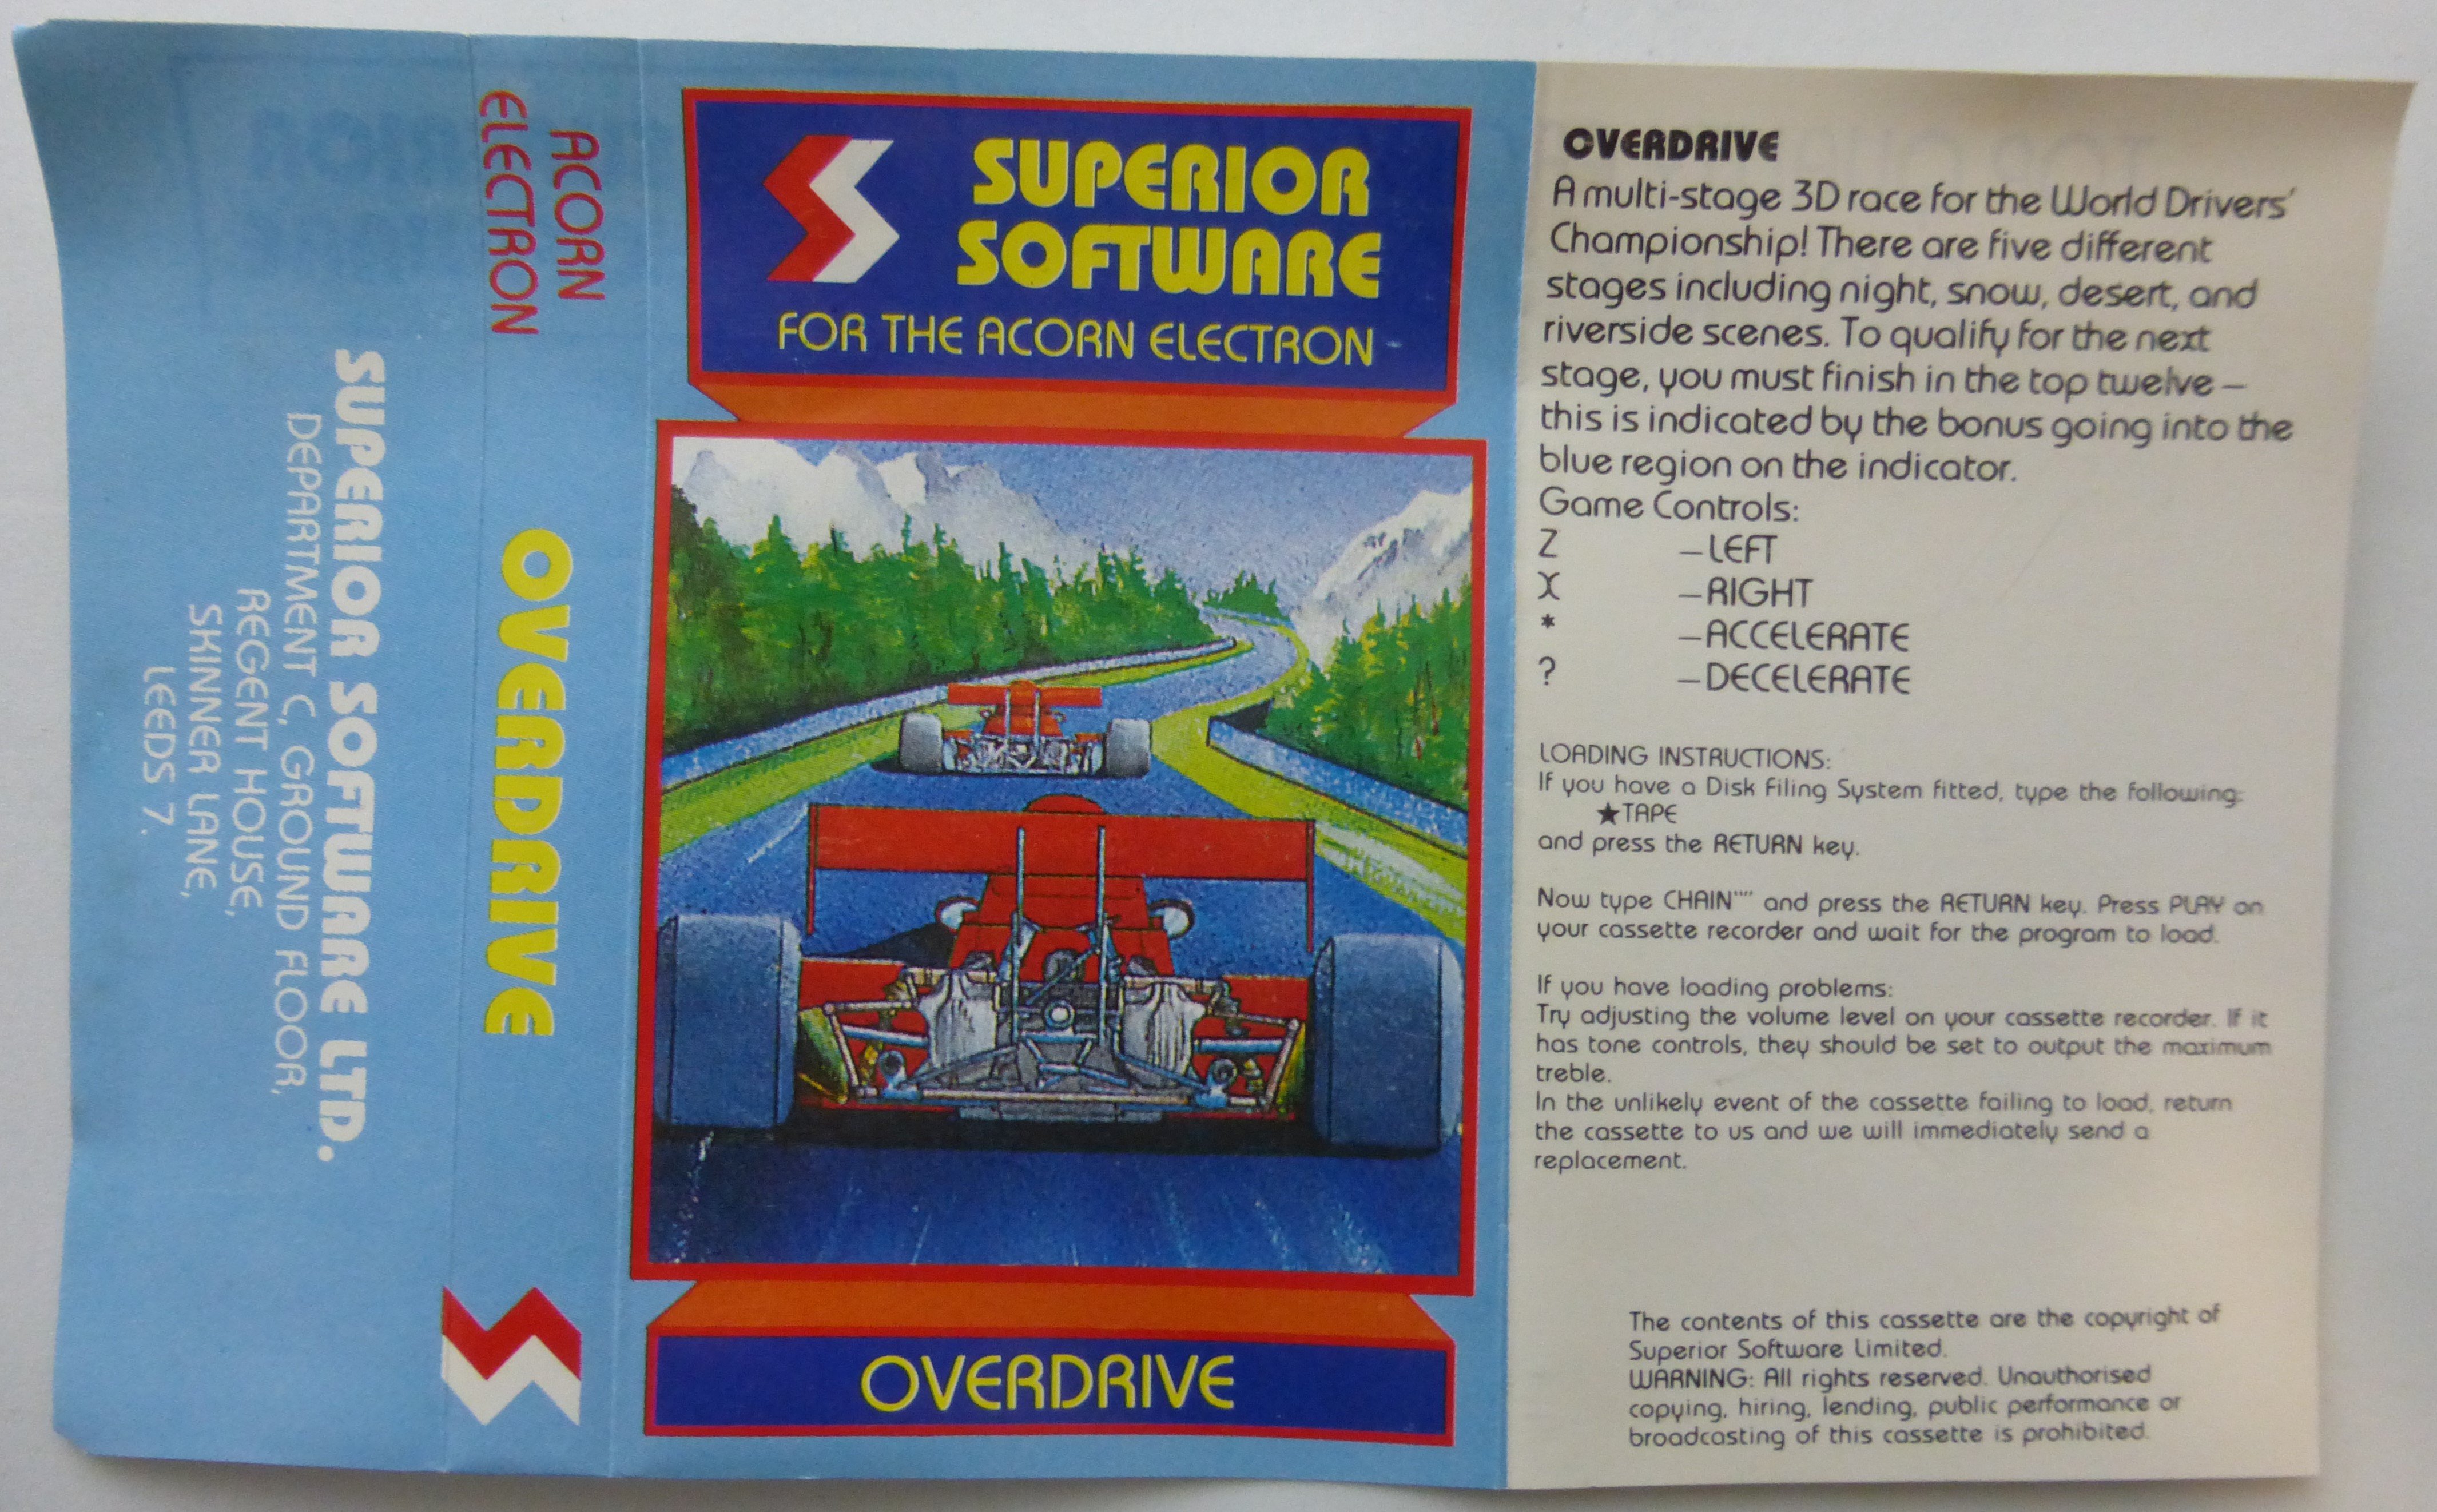 SUPERIOR SOFTWARE LTD.
DEPARTMENT C, GROUND FLOOR,
REGENT HOUSE,
SKINNER LANE,
LEEDS 7.
ACORN
ELECTRON
OVERDRIVE
SUPERIOR
SOFTWARE
FOR THE ACORN ELECTRON
OVERDRIVE
OVERDRIVE
A multi-stage 3D race for the World Drivers'
Championship! There are five different
stages including night, snow, desert, and
riverside scenes. To qualify for the next
stage, you must finish in the top twelve –
this is indicated by the bonus going into the
blue region on the indicator.
Game Controls:
Z –LEFT
X –RIGHT
* –ACCELERATE
? –DECELERATE
LOADING INSTRUCTIONS:
If you have a Disk Filing System fitted, type the following:
★TAPE
and press the RETURN key.
Now type CHAIN"" and press the RETURN key. Press PLAY on
your cassette recorder and wait for the program to load.
If you have loading problems:
Try adjusting the volume level on your cassette recorder. If it
has tone controls, they should be set to output the maximum
treble.
In the unlikely event of the cassette failing to load, return
the cassette to us and we will immediately send a
replacement.
The contents of this cassette are the copyright of
Superior Software Limited.
WARNING: All rights reserved. Unauthorised
copying, hiring, lending, public performance or
broadcasting of this cassette is prohibited.